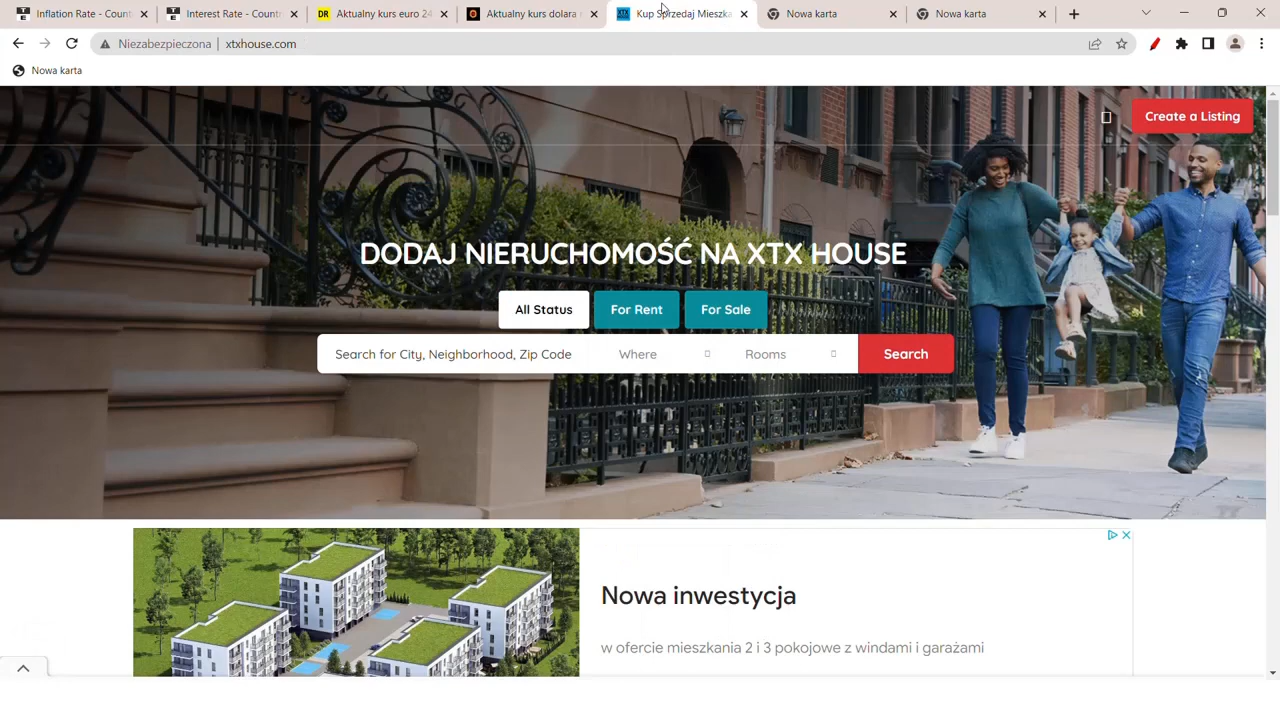 Inflation Rate - Count
Interest Rate - Count
DR Aktualny kurs euro 24
Aktualny kurs dolara
XTX Kup Sprzedaj Mieszka
Nowa karta
Nowa karta
Niezabezpieczona | xtxhouse.com
Nowa karta
Create a Listing
DODAJ NIERUCHOMOŚĆ NA XTX HOUSE
All Status
For Rent
For Sale
Search for City, Neighborhood, Zip Code
Where
Rooms
Search
Nowa inwestycja
w ofercie mieszkania 2 i 3 pokojowe z windami i garażami